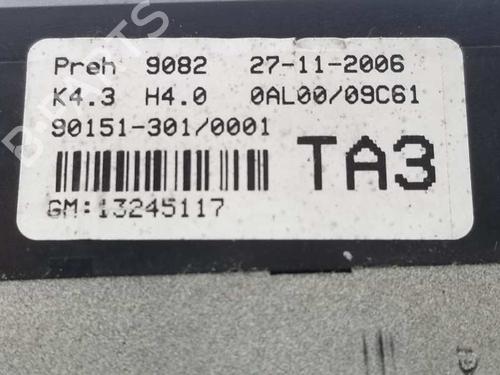 Preh 9082 27-11-2006
K4.3 H4.0 0AL00/09C61
90151-301/0001
TA3
GM:13245117